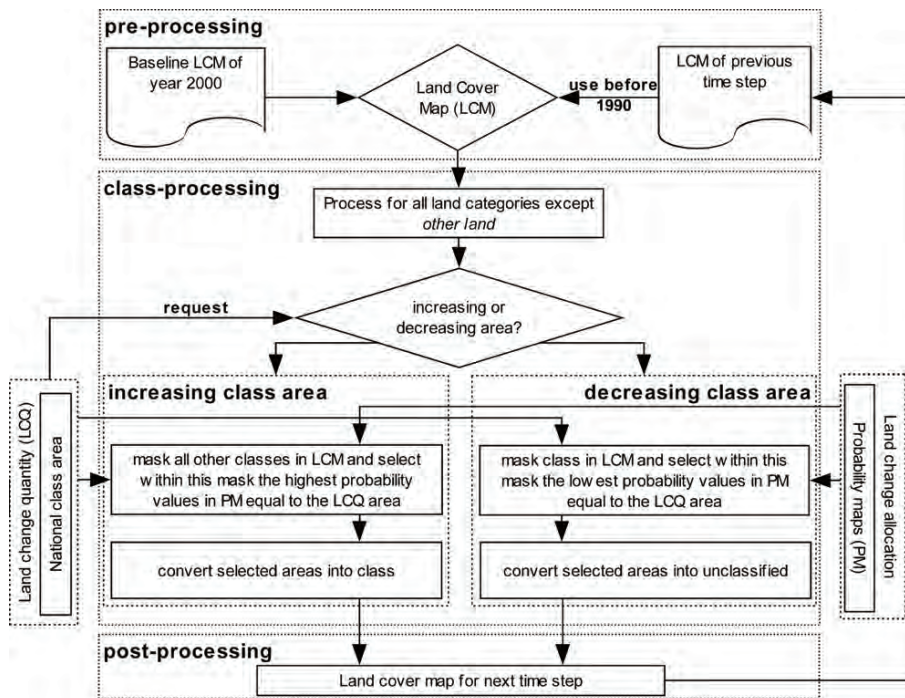 pre-processing
Baseline LCM of
year 2000
Land Cover
Map (LCM)
use before
1990
LCM of previous
time step
class-processing
Process for all land categories except
other land
request
increasing or
decreasing area?
increasing class area
decreasing class area
Land change quantity (LCQ)
National class area
mask all other classes in LCM and select
within this mask the highest probability
values in PM equal to the LCQ area
mask class in LCM and select within this
mask the lowest probability values in PM
equal to the LCQ area
Probability maps (PM)
Land change allocation
convert selected areas into class
convert selected areas into unclassified
post-processing
Land cover map for next time step